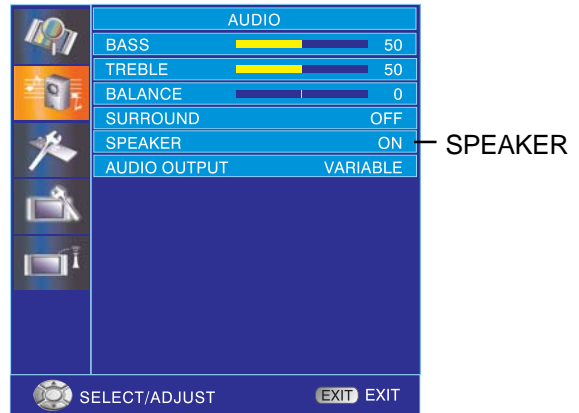 AUDIO
BASS 50
TREBLE 50
BALANCE 0
SURROUND OFF
SPEAKER ON SPEAKER
AUDIO OUTPUT VARIABLE
SELECT/ADJUST EXIT EXIT